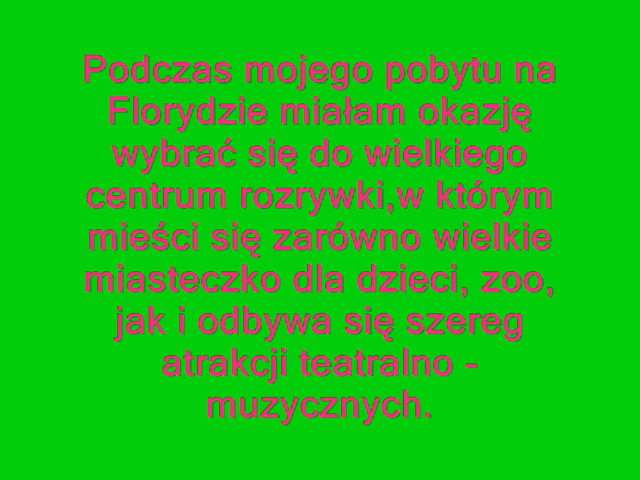 Podczas mojego pobytu na
Florydzie miałam okazję
wybrać się do wielkiego
centrum rozrywki,w którym
mieści się zarówno wielkie
miasteczko dla dzieci, zoo,
jak i odbywa się szereg
atrakcji teatralno -
muzycznych.